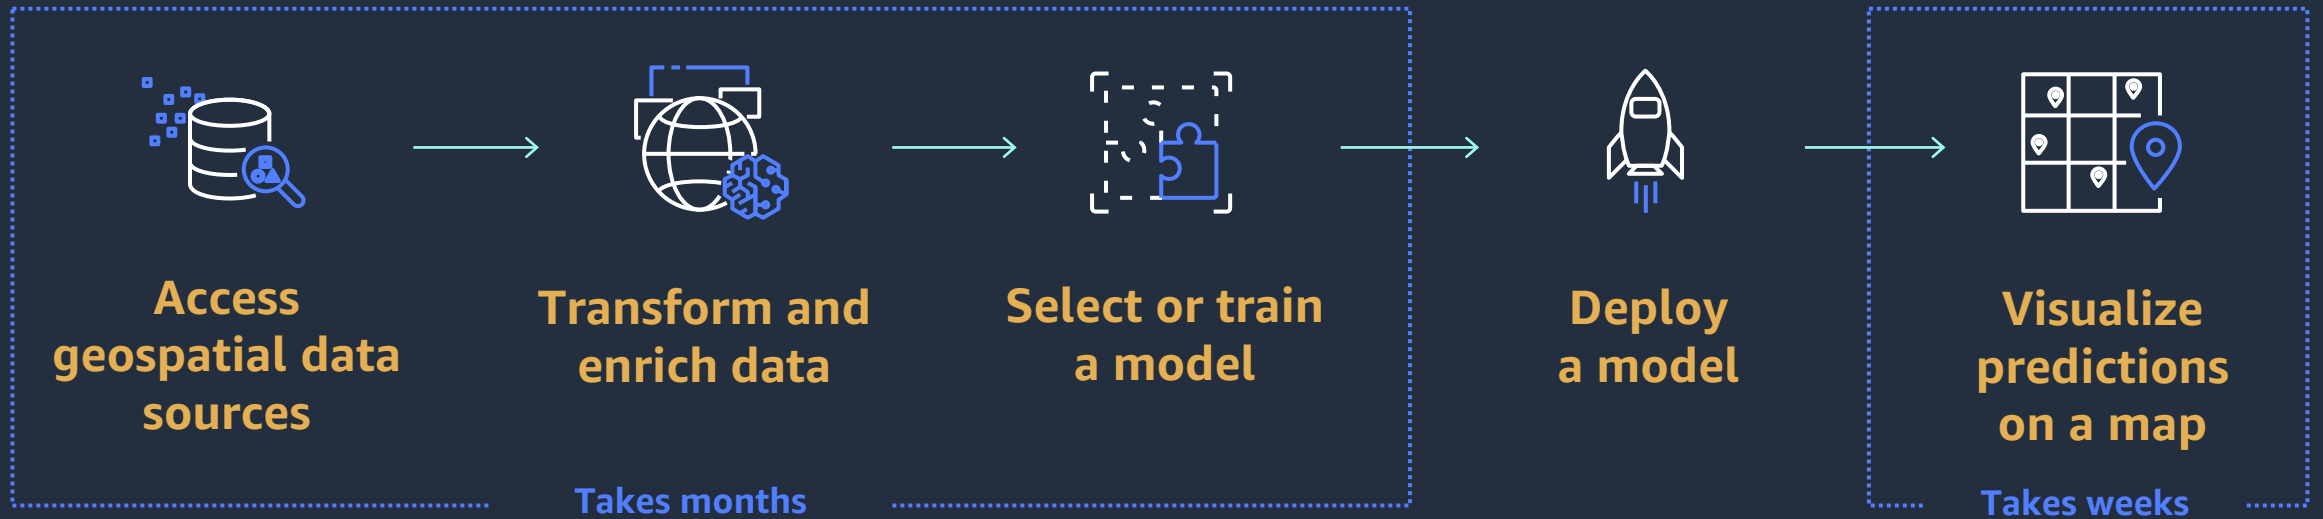 Access
geospatial data
sources
Transform and
enrich data
Select or train
a model
Deploy
a model
Visualize
predictions
on a map
Takes months
Takes weeks